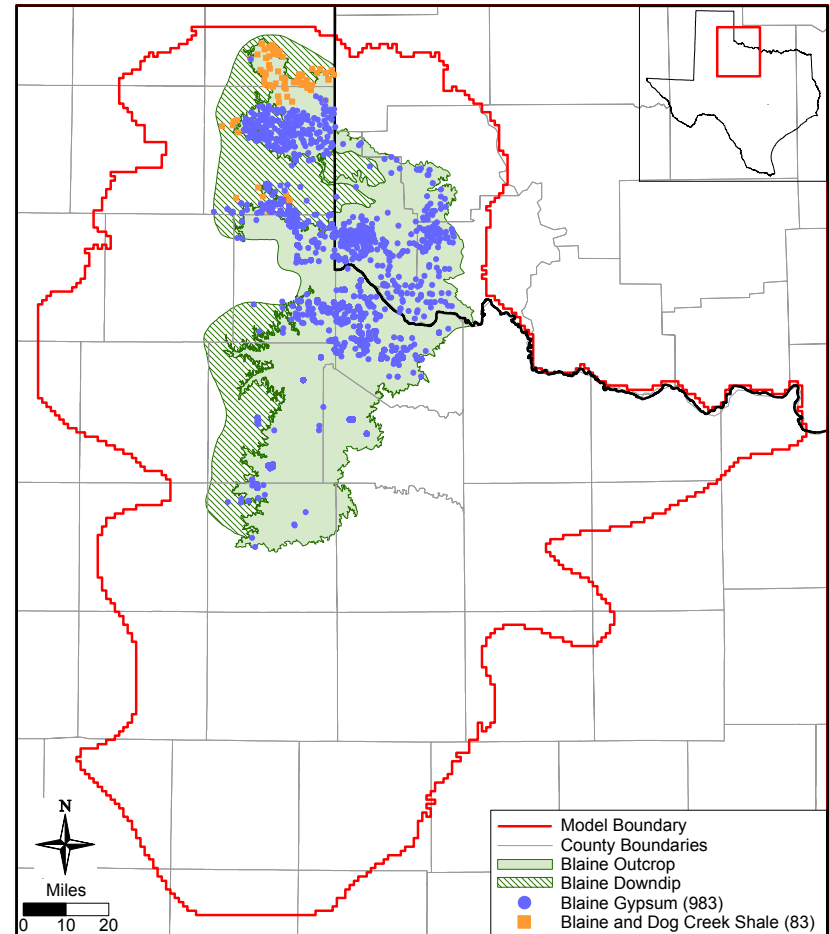 N
Miles
0 10 20
Model Boundary
County Boundaries
Blaine Outcrop
Blaine Downdip
Blaine Gypsum (983)
Blaine and Dog Creek Shale (83)